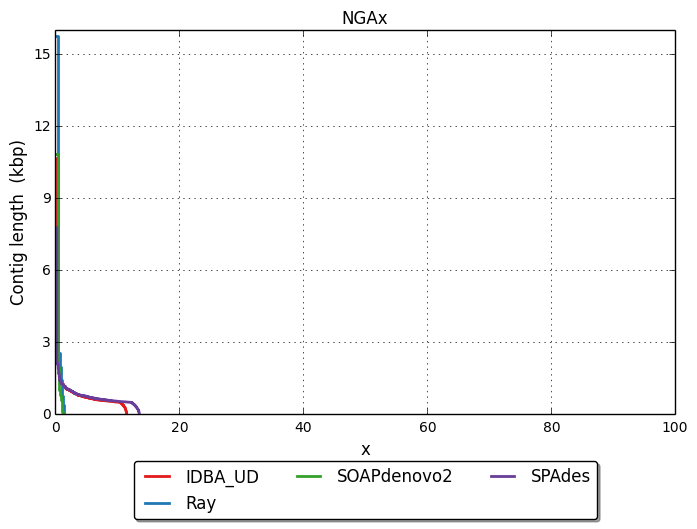 NGAx
Contig length (kbp)
15
12
9
6
3
0
0 20 40 60 80 100
x
IDBA_UD SOAPdenovo2 SPAdes
Ray